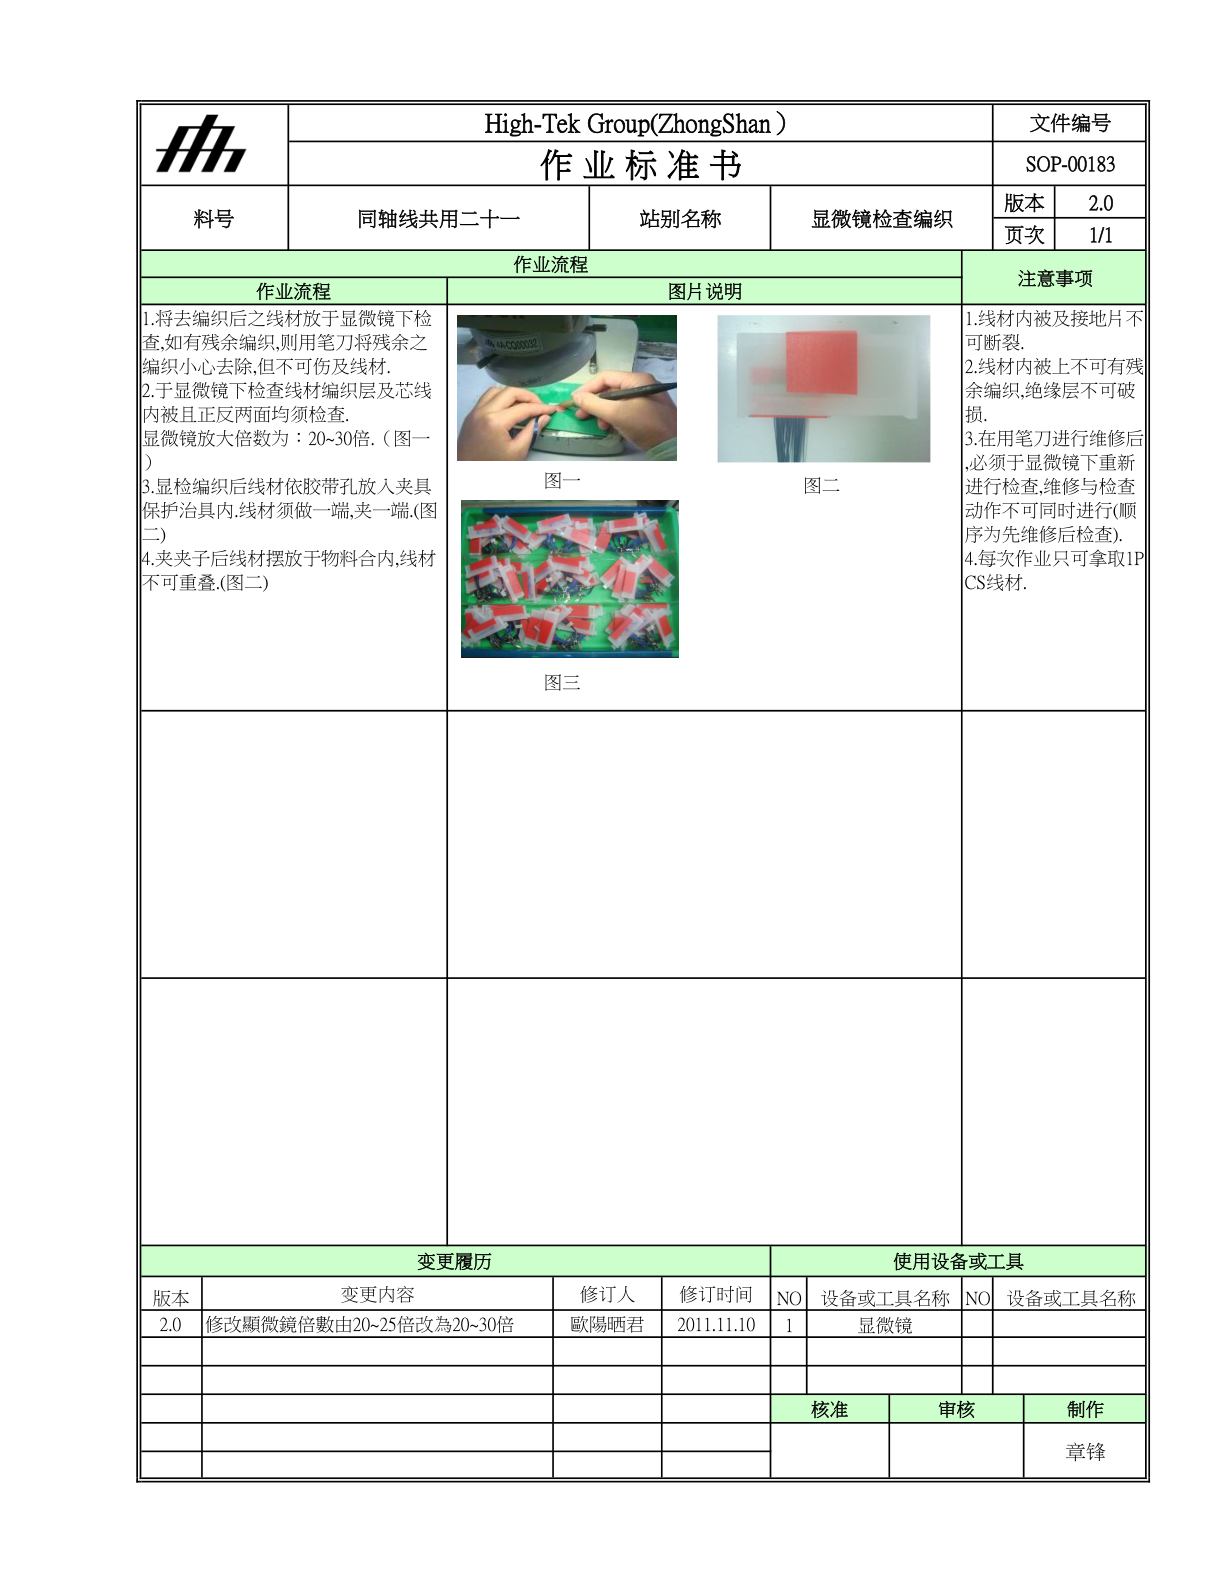 High-Tek Group(ZhongShan）
文件编号
作 业 标 准 书
SOP-00183
料号
同轴线共用二十一
站别名称
显微镜检查编织
版本
2.0
页次
1/1
作业流程
注意事项
作业流程
图片说明
1.将去编织后之线材放于显微镜下检
查,如有残余编织,则用笔刀将残余之
编织小心去除,但不可伤及线材.
2.于显微镜下检查线材编织层及芯线
内被且正反两面均须检查.
显微镜放大倍数为：20~30倍.（图一
）
3.显检编织后线材依胶带孔放入夹具
保护治具内.线材须做一端,夹一端.(图
二)
4.夹夹子后线材摆放于物料合内,线材
不可重叠.(图二)
图一
图二
图三
1.线材内被及接地片不
可断裂.
2.线材内被上不可有残
余编织,绝缘层不可破
损.
3.在用笔刀进行维修后
,必须于显微镜下重新
进行检查,维修与检查
动作不可同时进行(顺
序为先维修后检查).
4.每次作业只可拿取1P
CS线材.
变更履历
使用设备或工具
版本
变更内容
修订人
修订时间
NO
设备或工具名称
NO
设备或工具名称
2.0
修改顯微鏡倍數由20~25倍改為20~30倍
歐陽晒君
2011.11.10
1
显微镜
核准
审核
制作
章锋